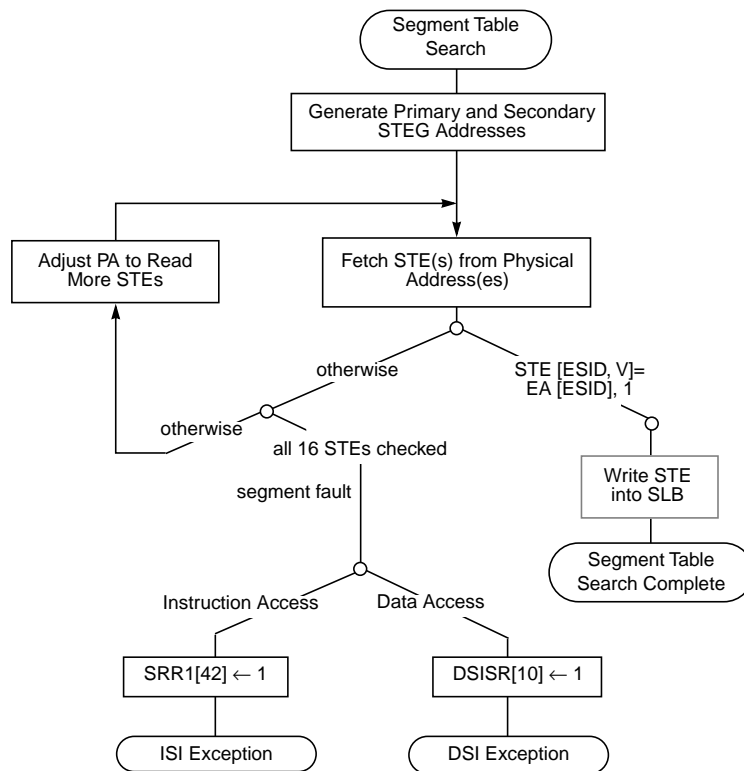 Segment Table
Search
Generate Primary and Secondary
STEG Addresses
Adjust PA to Read
More STEs
Fetch STE(s) from Physical
Address(es)
otherwise
STE [ESID, V]=
EA [ESID], 1
otherwise
all 16 STEs checked
segment fault
Write STE
into SLB
Segment Table
Search Complete
Instruction Access
Data Access
SRR1[42] ← 1
DSISR[10] ← 1
ISI Exception
DSI Exception